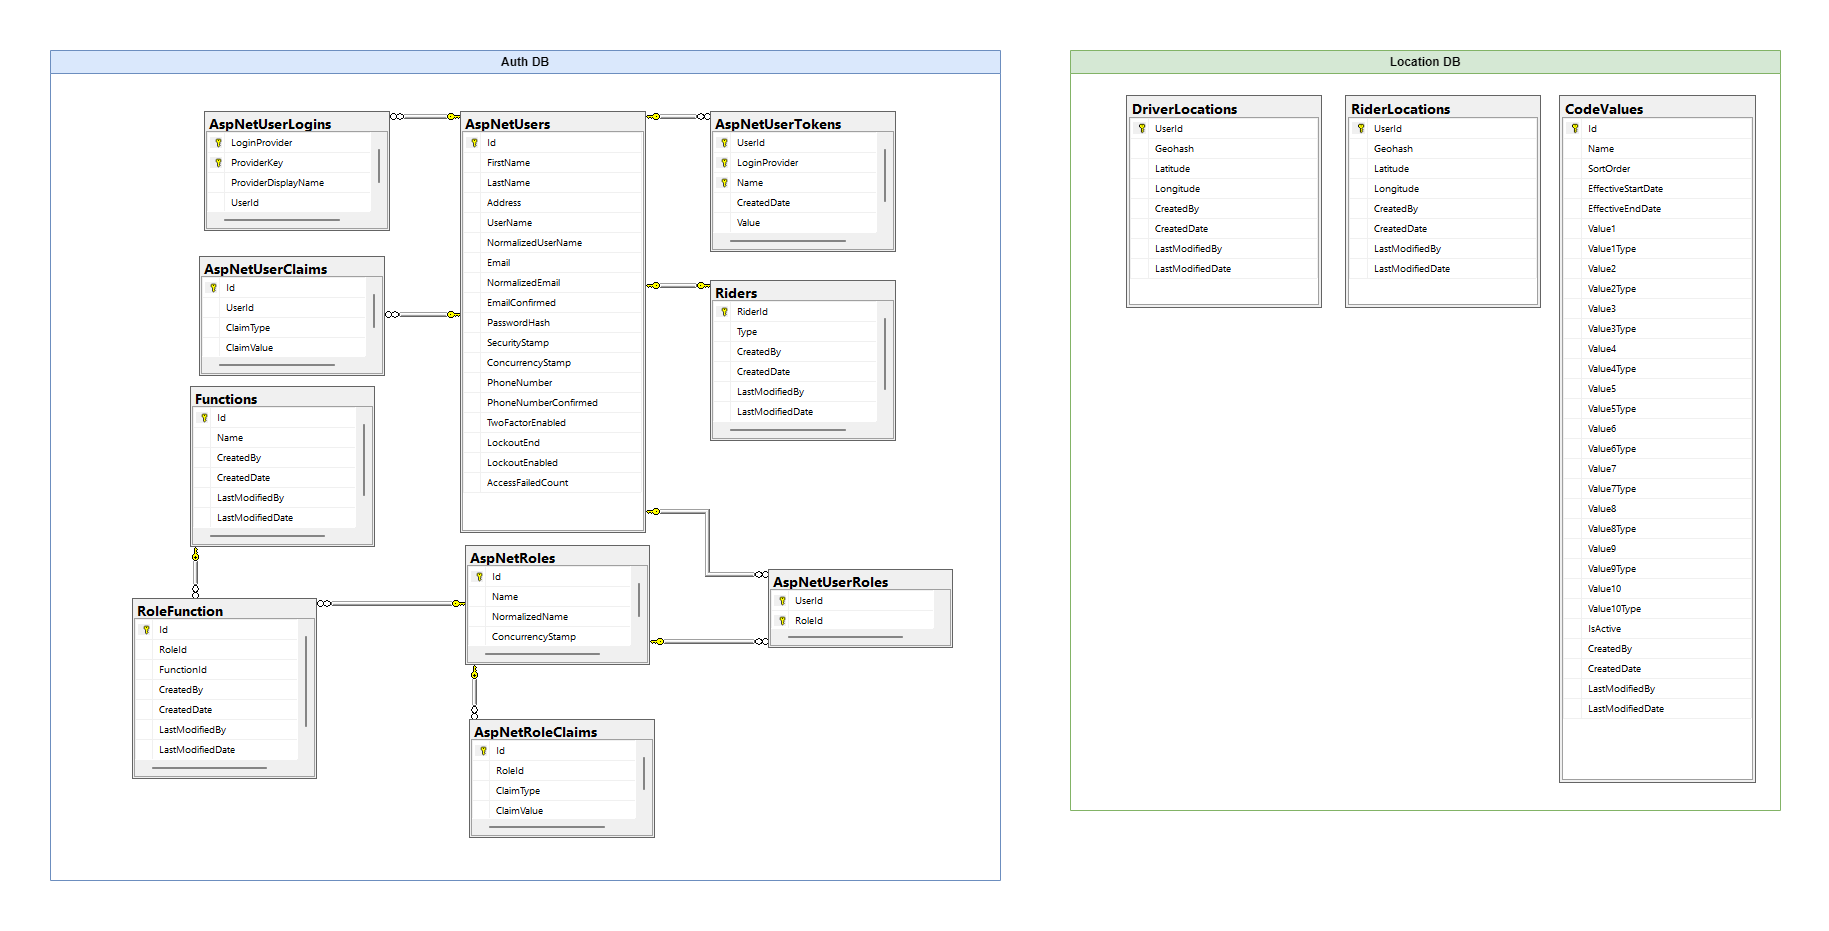 Auth DB
AspNetUserLogins
LoginProvider
ProviderKey
ProviderDisplayName
UserId
AspNetUserClaims
Id
UserId
ClaimType
ClaimValue
Functions
Id
Name
CreatedBy
CreatedDate
LastModifiedBy
LastModifiedDate
RoleFunction
Id
RoleId
FunctionId
CreatedBy
CreatedDate
LastModifiedBy
LastModifiedDate
AspNetUsers
Id
FirstName
LastName
Address
UserName
NormalizedUserName
Email
NormalizedEmail
EmailConfirmed
PasswordHash
SecurityStamp
ConcurrencyStamp
PhoneNumber
PhoneNumberConfirmed
TwoFactorEnabled
LockoutEnd
LockoutEnabled
AccessFailedCount
AspNetRoles
Id
Name
NormalizedName
ConcurrencyStamp
AspNetRoleClaims
Id
RoleId
ClaimType
ClaimValue
AspNetUserTokens
UserId
LoginProvider
Name
CreatedDate
Value
Riders
RiderId
Type
CreatedBy
CreatedDate
LastModifiedBy
LastModifiedDate
AspNetUserRoles
UserId
RoleId
Location DB
DriverLocations
UserId
Geohash
Latitude
Longitude
CreatedBy
CreatedDate
LastModifiedBy
LastModifiedDate
RiderLocations
UserId
Geohash
Latitude
Longitude
CreatedBy
CreatedDate
LastModifiedBy
LastModifiedDate
CodeValues
Id
Name
SortOrder
EffectiveStartDate
EffectiveEndDate
Value1
Value1Type
Value2
Value2Type
Value3
Value3Type
Value4
Value4Type
Value5
Value5Type
Value6
Value6Type
Value7
Value7Type
Value8
Value8Type
Value9
Value9Type
Value10
Value10Type
IsActive
CreatedBy
CreatedDate
LastModifiedBy
LastModifiedDate